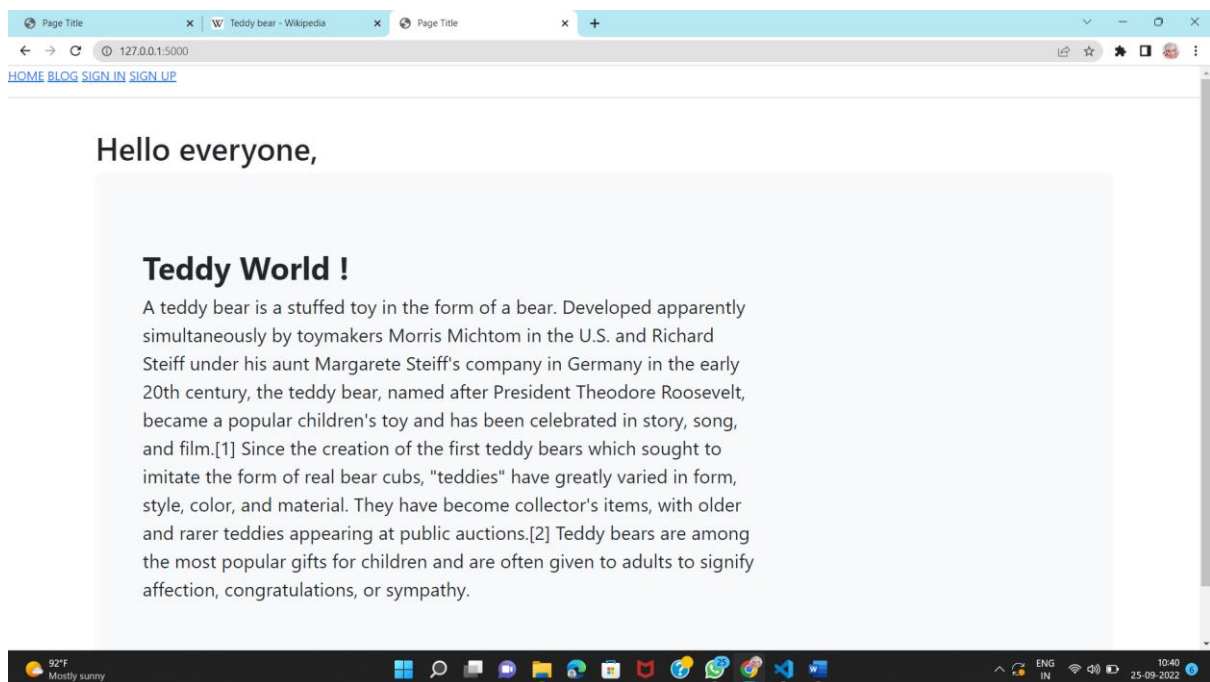 Page Title
Teddy bear - Wikipedia
Page Title
127.0.0.1:5000
HOME BLOG SIGN IN SIGN UP
Hello everyone,
Teddy World !
A teddy bear is a stuffed toy in the form of a bear. Developed apparently
simultaneously by toymakers Morris Michtom in the U.S. and Richard
Steiff under his aunt Margarete Steiff's company in Germany in the early
20th century, the teddy bear, named after President Theodore Roosevelt,
became a popular children's toy and has been celebrated in story, song,
and film.[1] Since the creation of the first teddy bears which sought to
imitate the form of real bear cubs, "teddies" have greatly varied in form,
style, color, and material. They have become collector's items, with older
and rarer teddies appearing at public auctions.[2] Teddy bears are among
the most popular gifts for children and are often given to adults to signify
affection, congratulations, or sympathy.
92°F
Mostly sunny
25
ENG
IN
10:40
25-09-2022
6